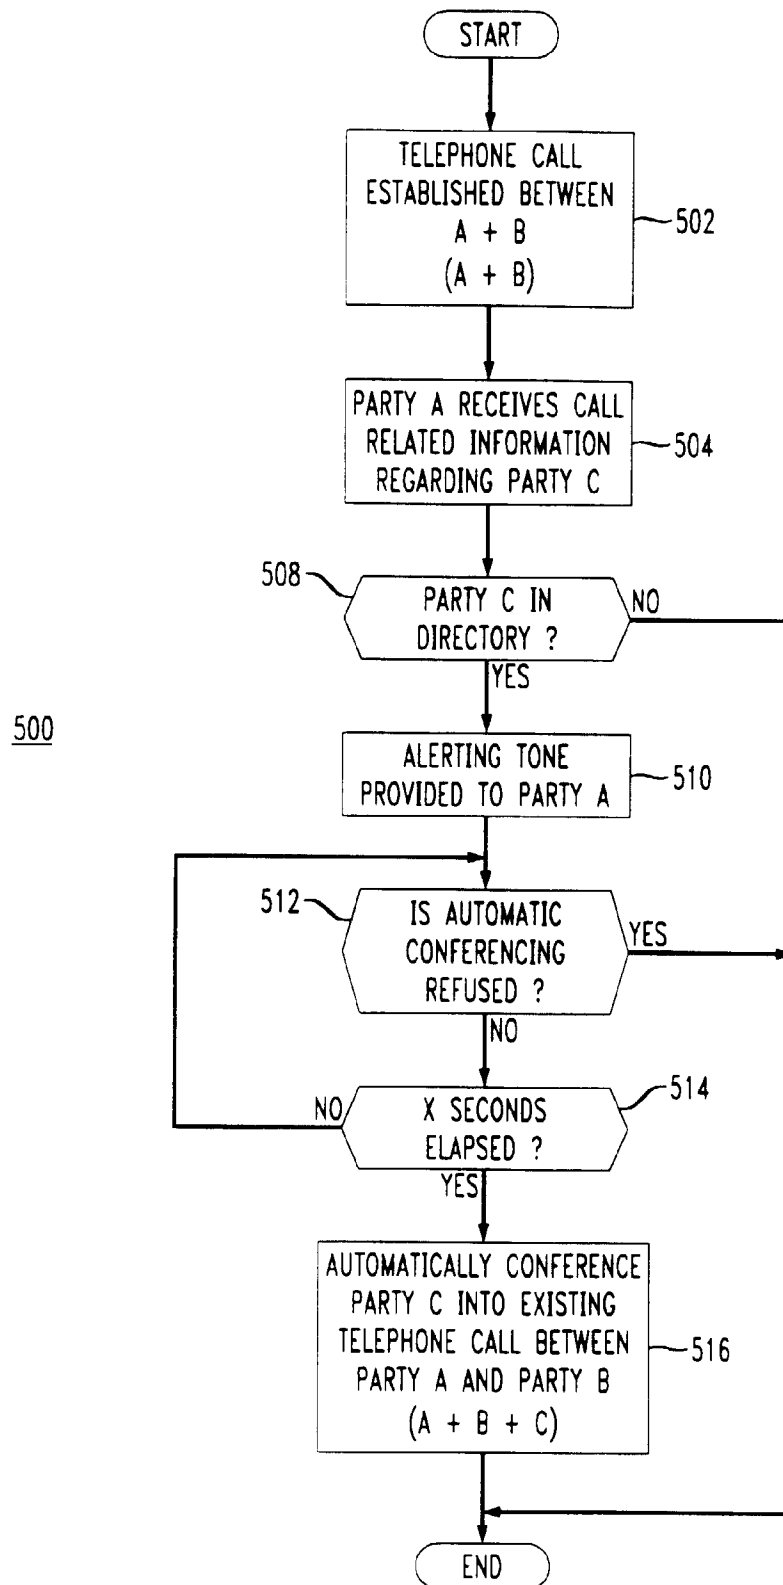 START
TELEPHONE CALL
ESTABLISHED BETWEEN
A + B
(A + B)
502
PARTY A RECEIVES CALL
RELATED INFORMATION
REGARDING PARTY C
504
508
PARTY C IN
DIRECTORY ?
NO
YES
500
ALERTING TONE
PROVIDED TO PARTY A
510
512
IS AUTOMATIC
CONFERENCING
REFUSED ?
YES
NO
X SECONDS
ELAPSED ?
514
NO
YES
AUTOMATICALLY CONFERENCE
PARTY C INTO EXISTING
TELEPHONE CALL BETWEEN
PARTY A AND PARTY B
(A + B + C)
516
END